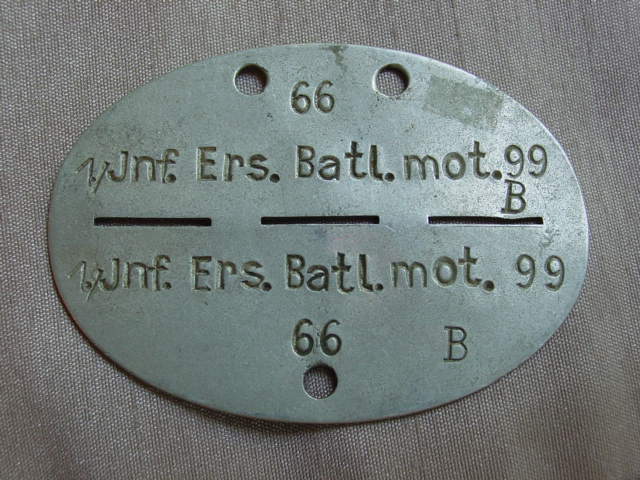 66
1./Jnf. Ers. Batl. mot. 99
B
1./Jnf. Ers. Batl. mot. 99
66 B